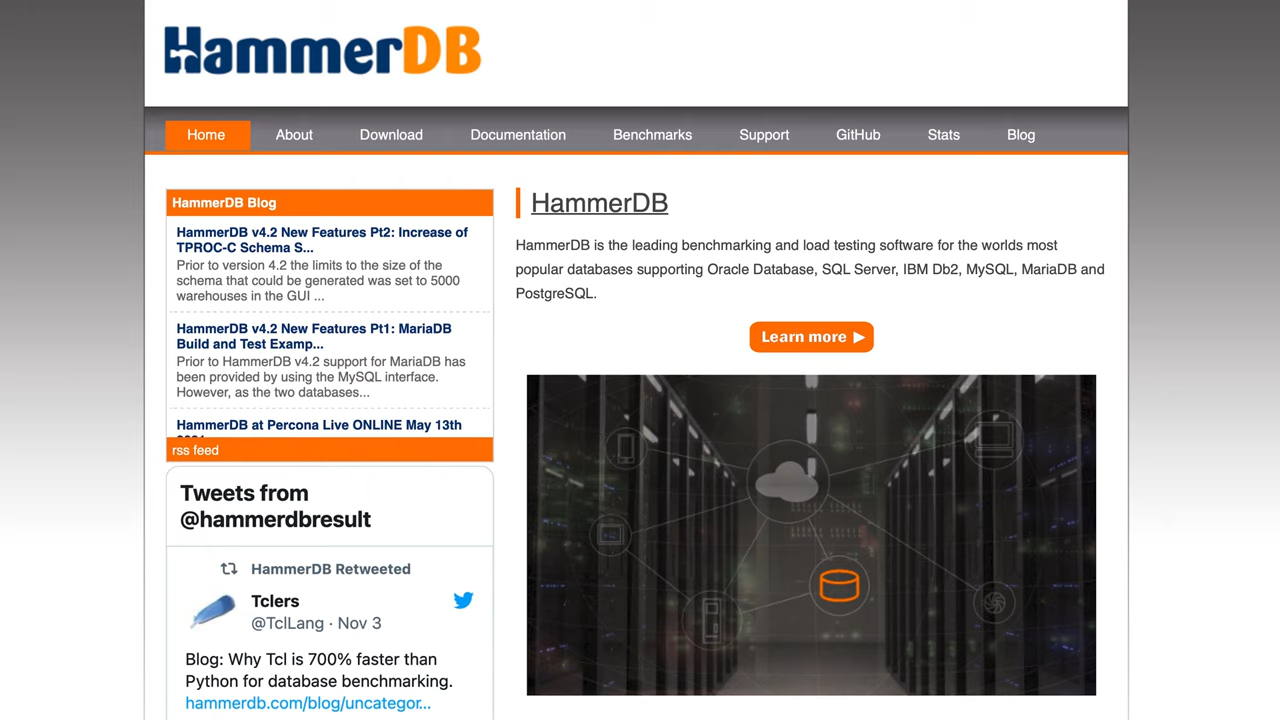 HammerDB
Home About Download Documentation Benchmarks Support GitHub Stats Blog
HammerDB Blog
HammerDB v4.2 New Features Pt2: Increase of
TPROC-C Schema S...
Prior to version 4.2 the limits to the size of the
schema that could be generated was set to 5000
warehouses in the GUI ...
HammerDB v4.2 New Features Pt1: MariaDB
Build and Test Examp...
Prior to HammerDB v4.2 support for MariaDB has
been provided by using the MySQL interface.
However, as the two databases...
HammerDB at Percona Live ONLINE May 13th
rss feed
Tweets from
@hammerdbresult
HammerDB Retweeted
Tclers
@TclLang · Nov 3
Blog: Why Tcl is 700% faster than
Python for database benchmarking.
hammerdb.com/blog/uncategor...
HammerDB
HammerDB is the leading benchmarking and load testing software for the worlds most
popular databases supporting Oracle Database, SQL Server, IBM Db2, MySQL, MariaDB and
PostgreSQL.
Learn more